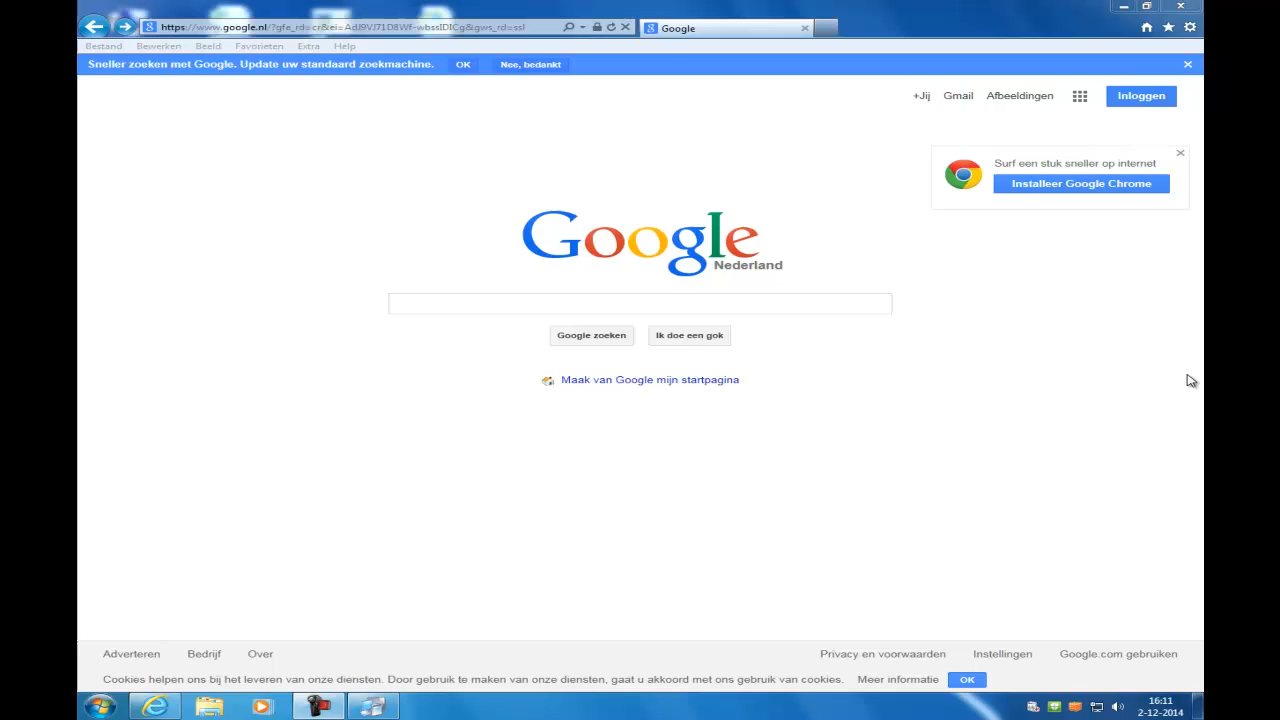 https://www.google.nl/?gfe_rd=cr&ei=AdJ9VJ71D8Wf-wbssIDICg&gws_rd=ssl
Google
Bestand Bewerken Beeld Favorieten Extra Help
Sneller zoeken met Google. Update uw standaard zoekmachine. OK Nee, bedankt
+Jij Gmail Afbeeldingen Inloggen
Surf een stuk sneller op internet
Installeer Google Chrome
Google
Nederland
Google zoeken Ik doe een gok
Maak van Google mijn startpagina
Adverteren Bedrijf Over Privacy en voorwaarden Instellingen Google.com gebruiken
Cookies helpen ons bij het leveren van onze diensten. Door gebruik te maken van onze diensten, gaat u akkoord met ons gebruik van cookies. Meer informatie OK
16:11
2-12-2014